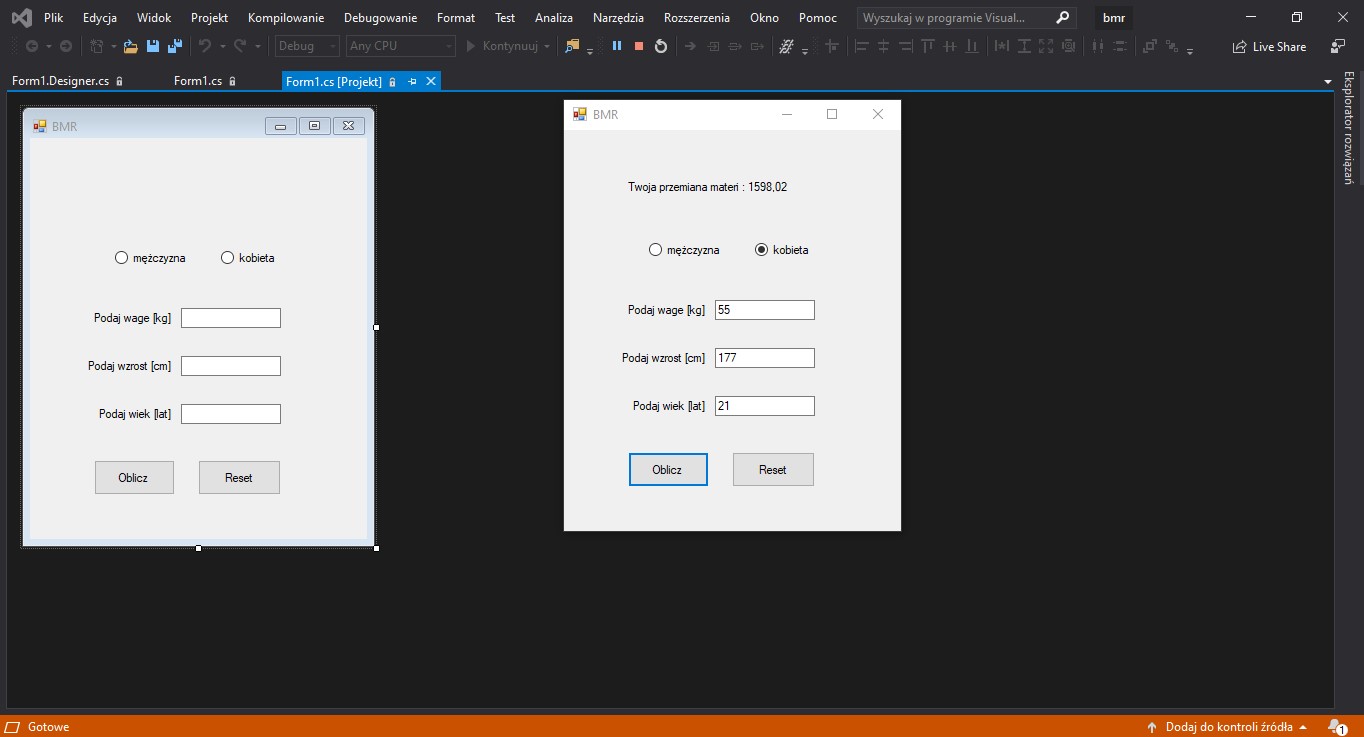 Plik Edycja Widok Projekt Kompilowanie Debugowanie Format Test Analiza Narzędzia Rozszerzenia Okno Pomoc Wyszukaj w programie Visual... bmr
Debug Any CPU Kontynuuj Live Share
Form1.Designer.cs Form1.cs Form1.cs [Projekt]
Eksplorator rozwiązań
BMR
mężczyzna kobieta
Podaj wage [kg]
Podaj wzrost [cm]
Podaj wiek [lat]
Oblicz Reset
BMR
Twoja przemiana materi : 1598,02
mężczyzna kobieta
Podaj wage [kg] 55
Podaj wzrost [cm] 177
Podaj wiek [lat] 21
Oblicz Reset
Gotowe Dodaj do kontroli źródła 1